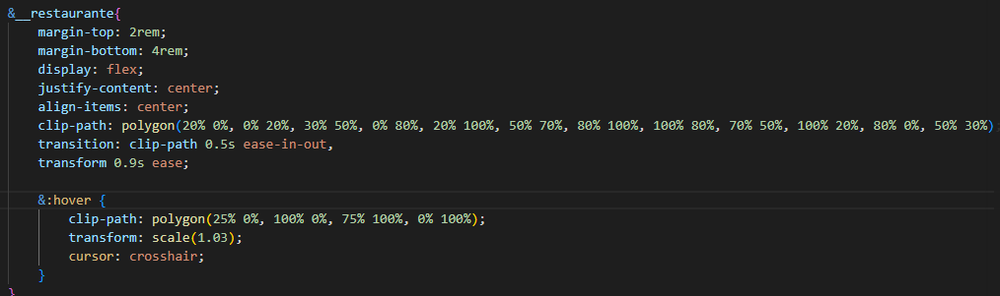 &__restaurante{
margin-top: 2rem;
margin-bottom: 4rem;
display: flex;
justify-content: center;
align-items: center;
clip-path: polygon(20% 0%, 0% 20%, 30% 50%, 0% 80%, 20% 100%, 50% 70%, 80% 100%, 100% 80%, 70% 50%, 100% 20%, 80% 0%, 50% 30%)
transition: clip-path 0.5s ease-in-out,
transform 0.9s ease;
&:hover {
clip-path: polygon(25% 0%, 100% 0%, 75% 100%, 0% 100%);
transform: scale(1.03);
cursor: crosshair;
}
}